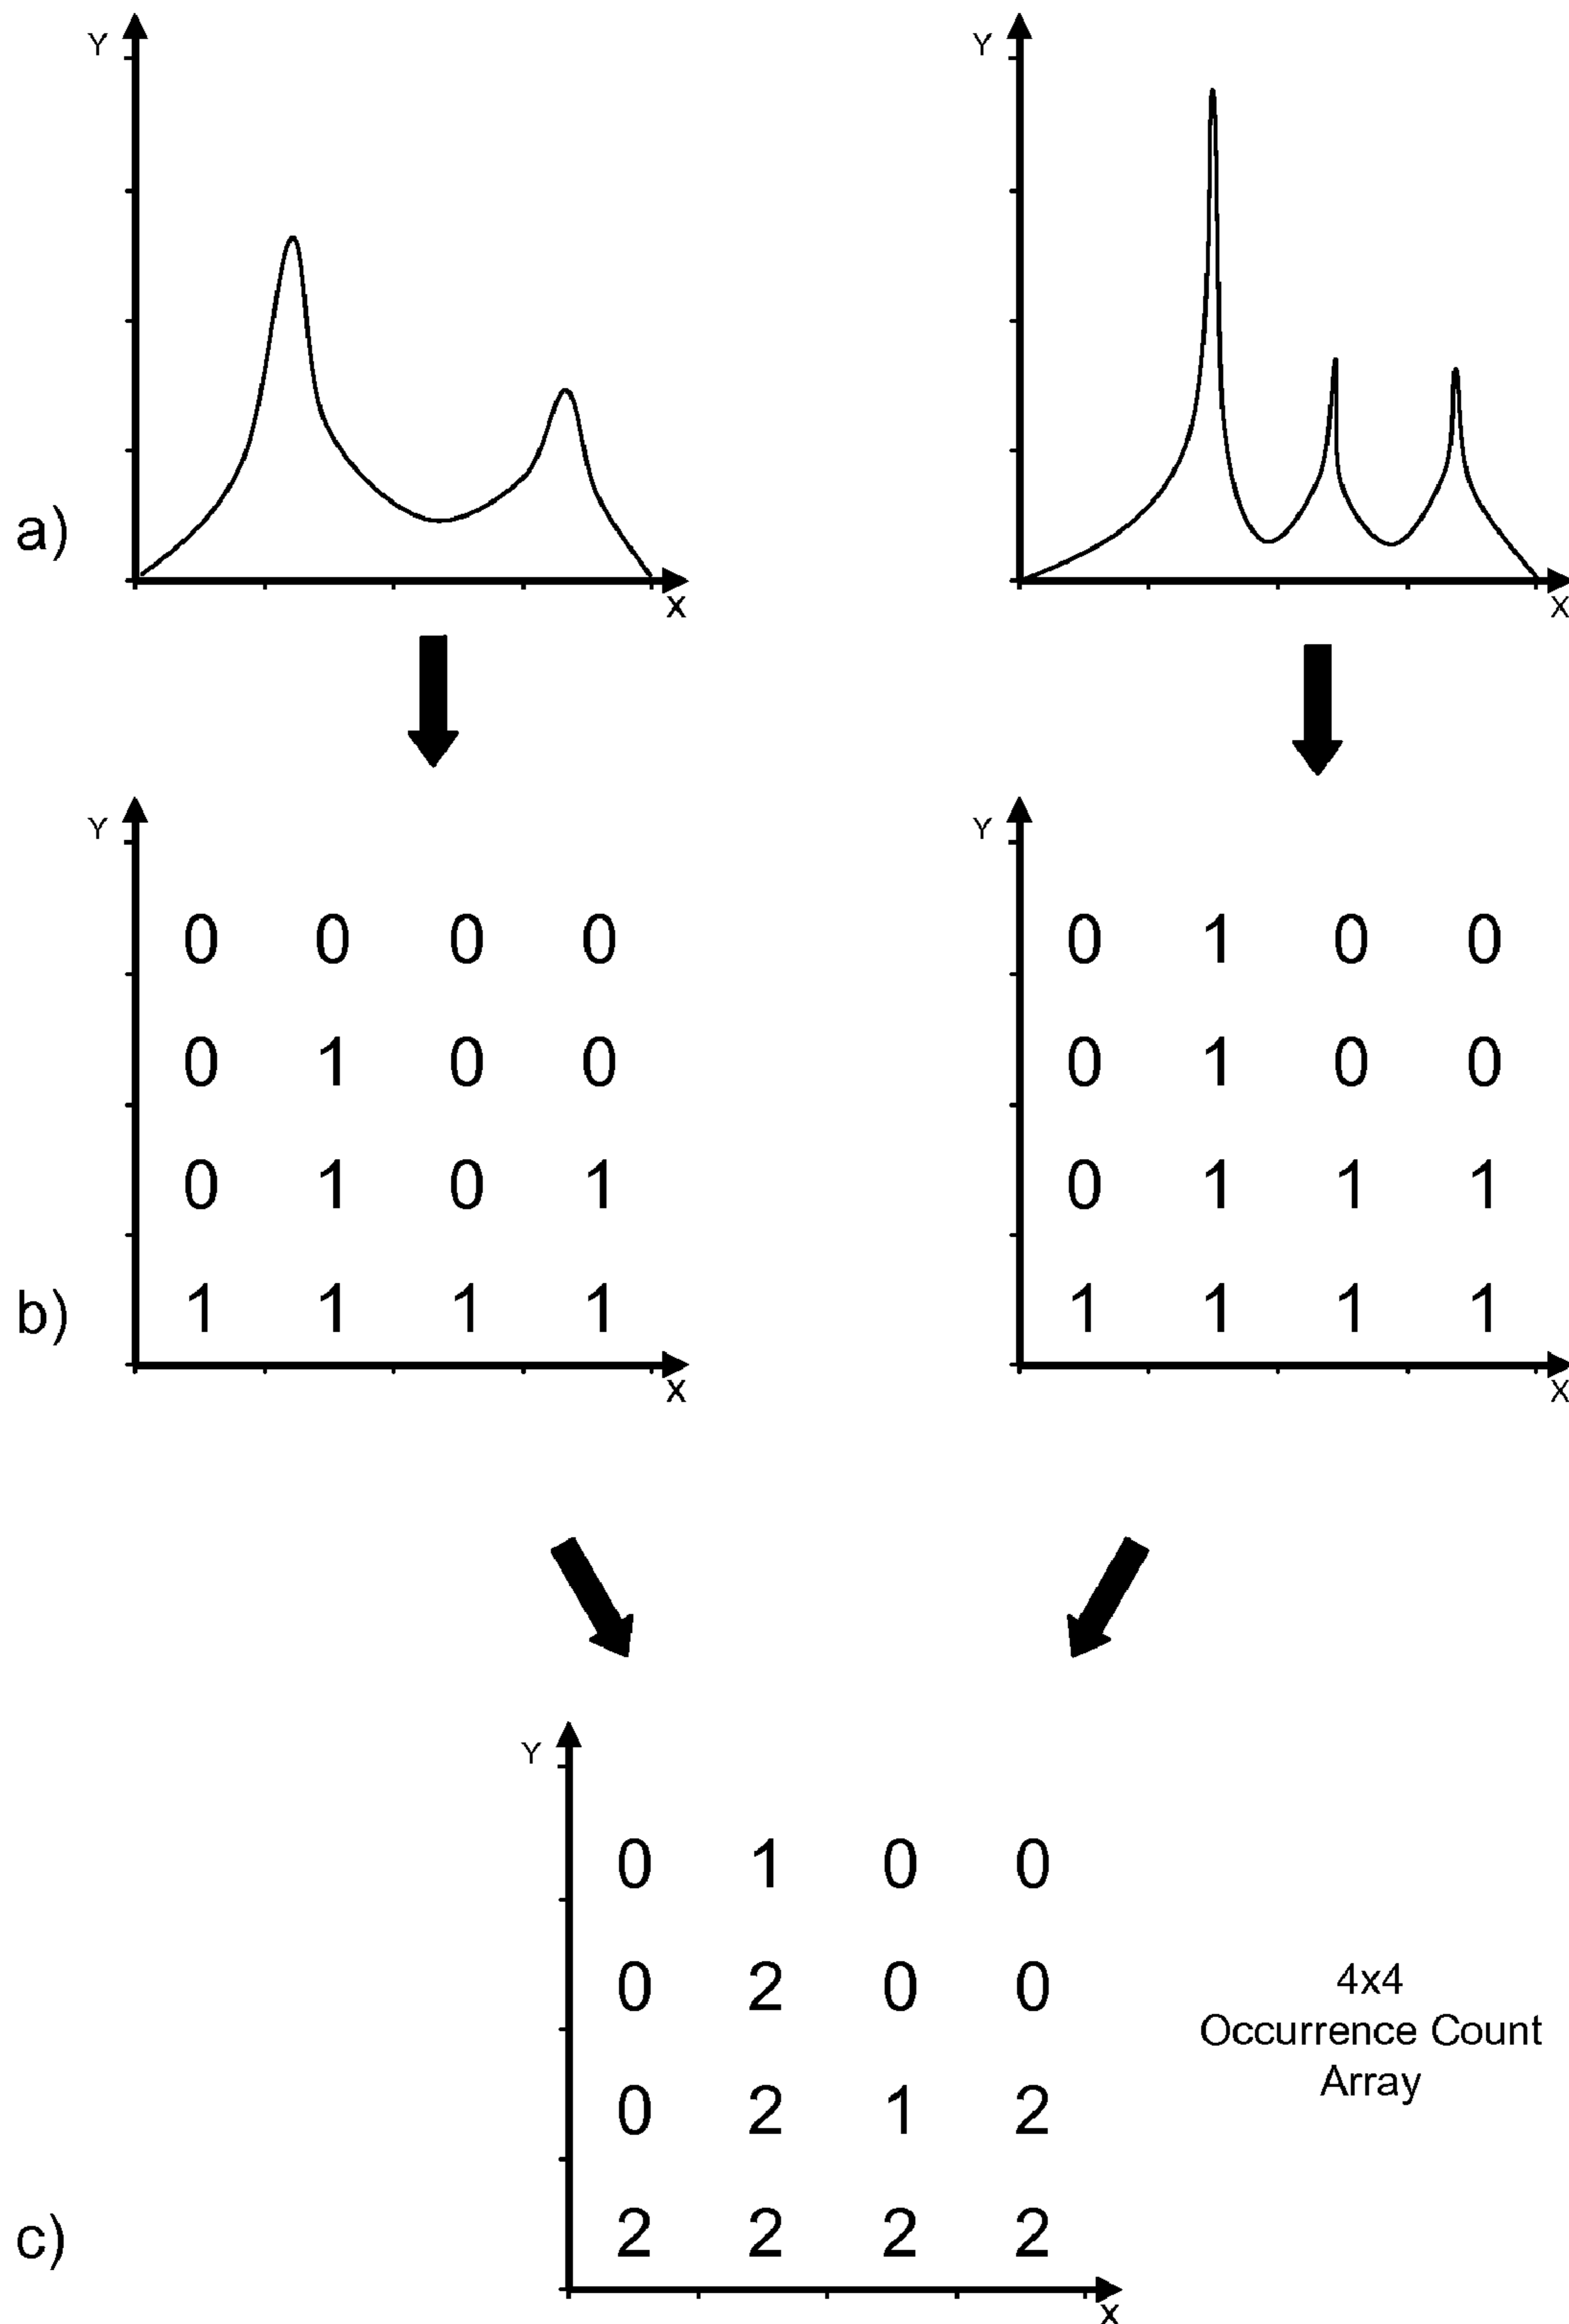 Y
Y
a)
X
X
Y
Y
0 0 0 0
0 1 0 0
0 1 0 0
0 1 0 0
0 1 0 1
0 1 1 1
1 1 1 1
1 1 1 1
b)
X
X
Y
0 1 0 0
0 2 0 0
0 2 1 2
2 2 2 2
4x4
Occurrence Count
Array
c)
X